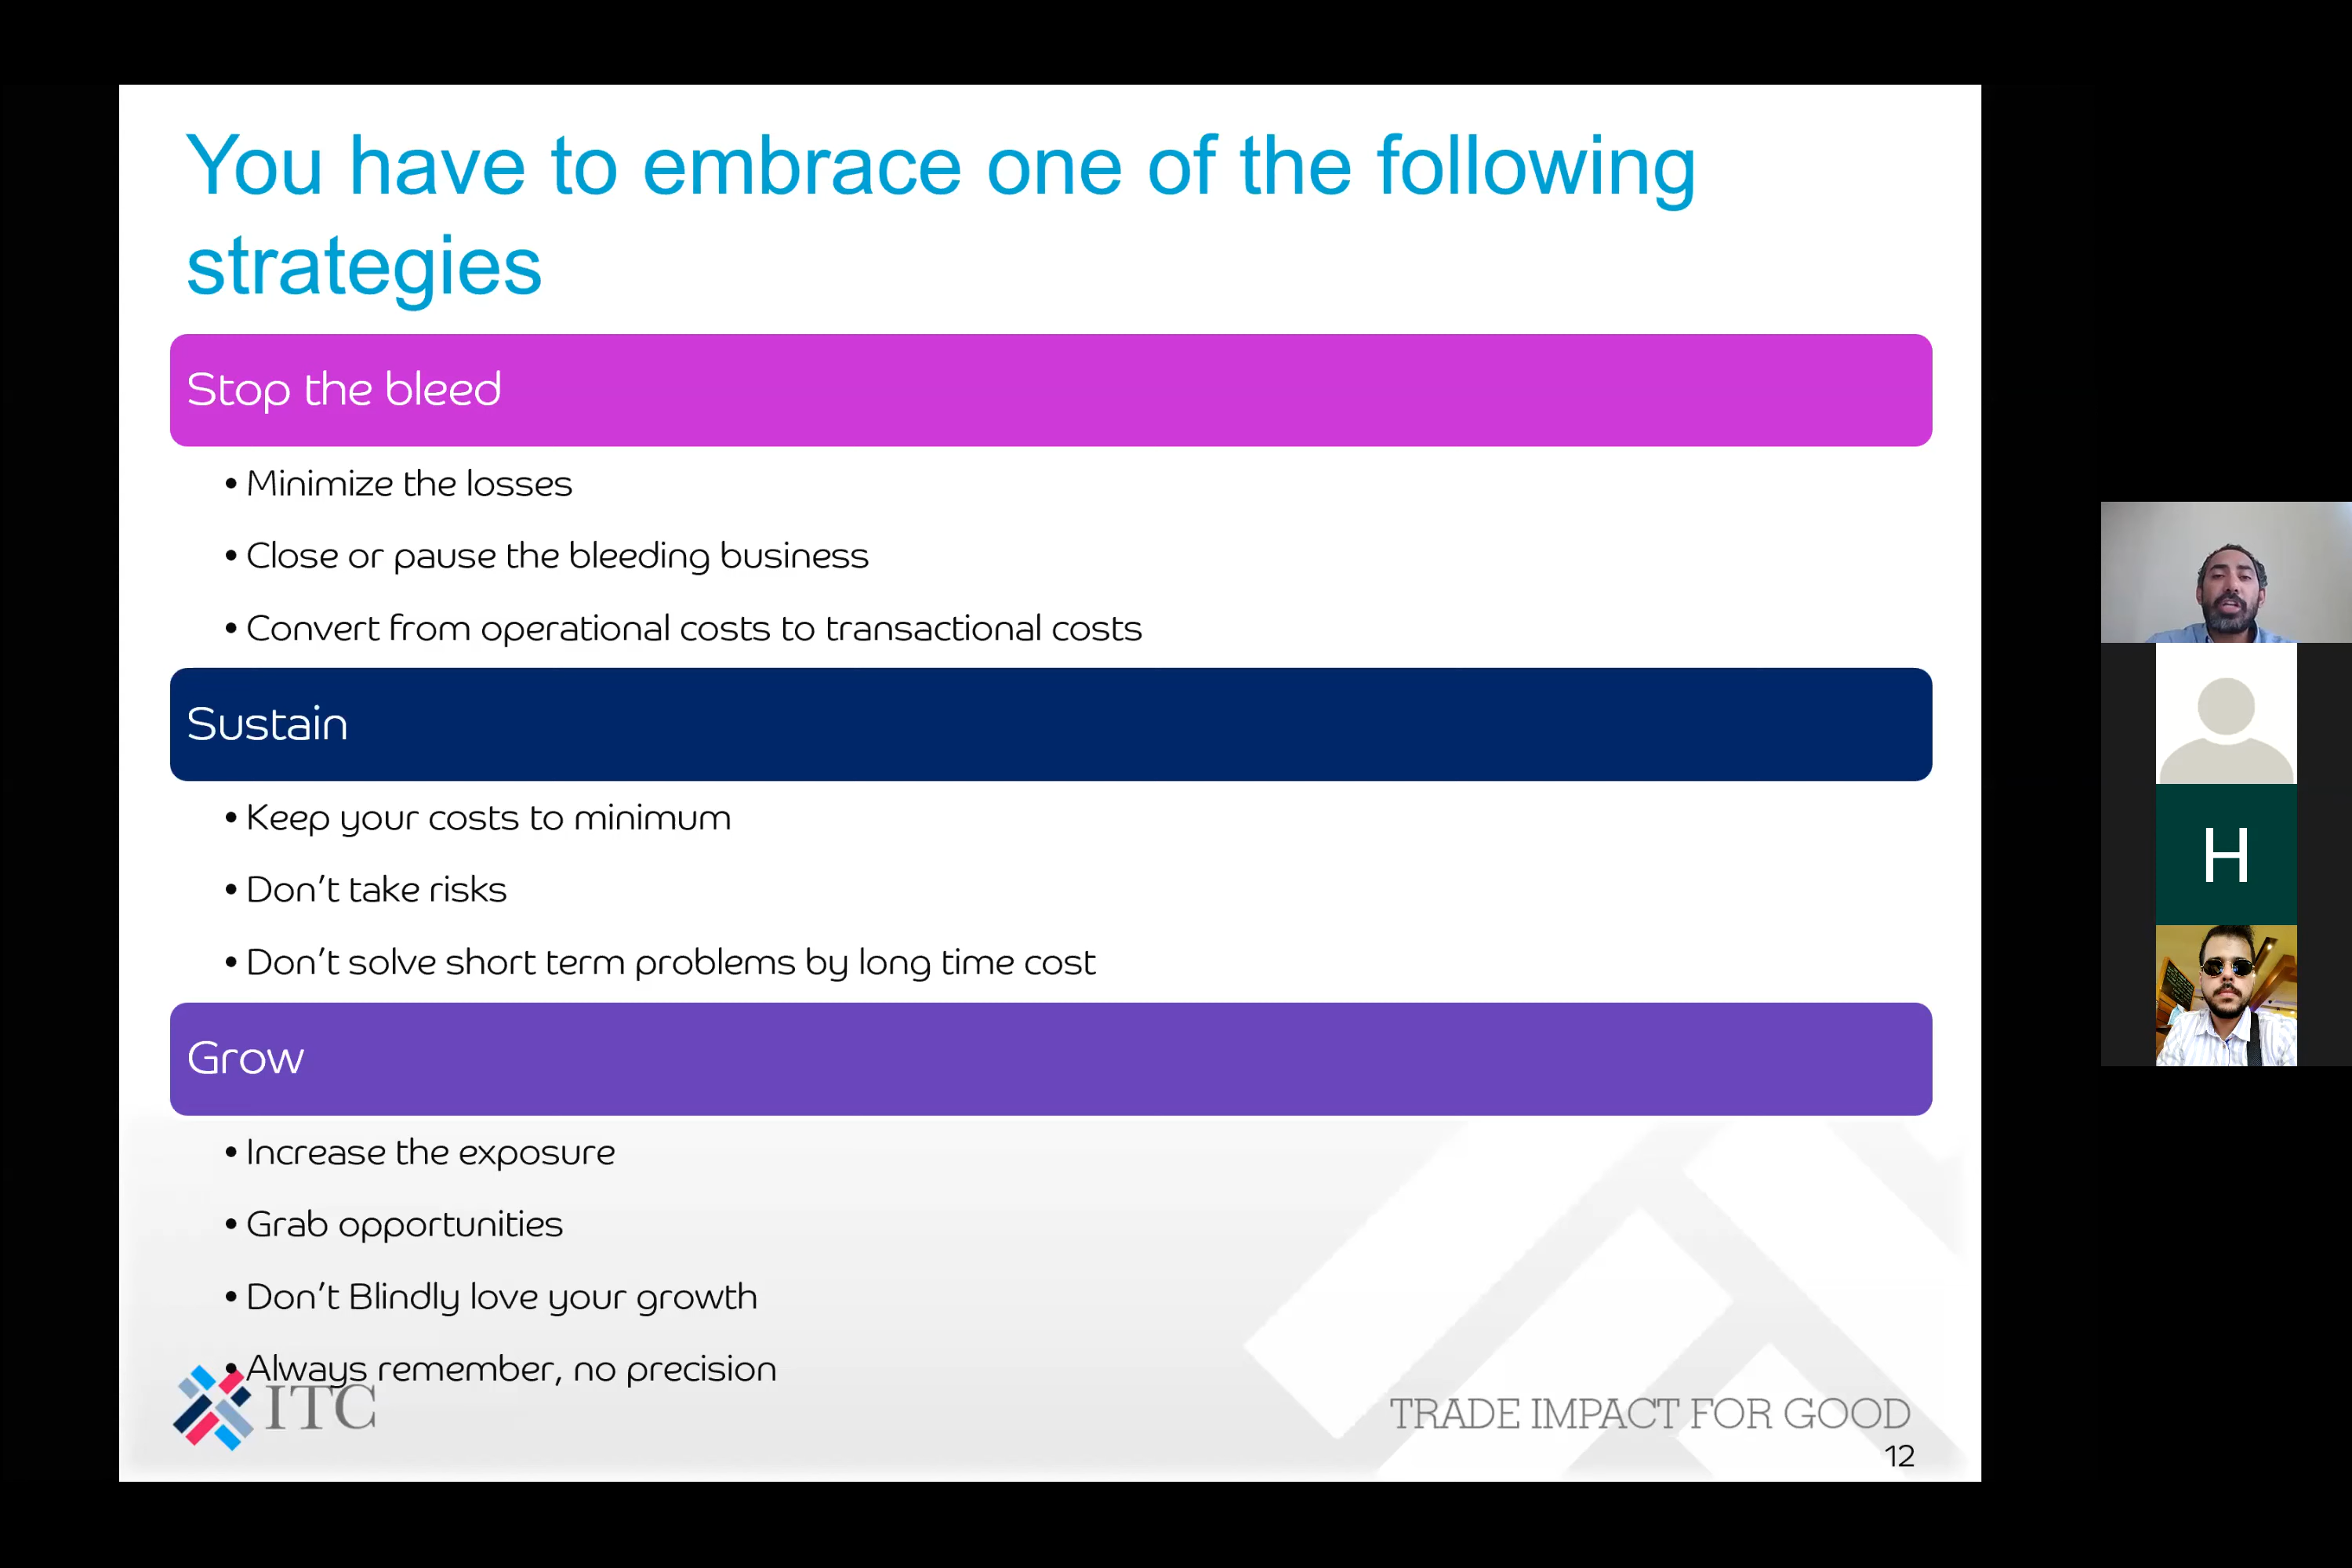 You have to embrace one of the following
strategies
Stop the bleed
• Minimize the losses
• Close or pause the bleeding business
• Convert from operational costs to transactional costs
Sustain
• Keep your costs to minimum
• Don't take risks
• Don't solve short term problems by long time cost
Grow
• Increase the exposure
• Grab opportunities
• Don't Blindly love your growth
• Always remember, no precision
ITC
TRADE IMPACT FOR GOOD
12
H